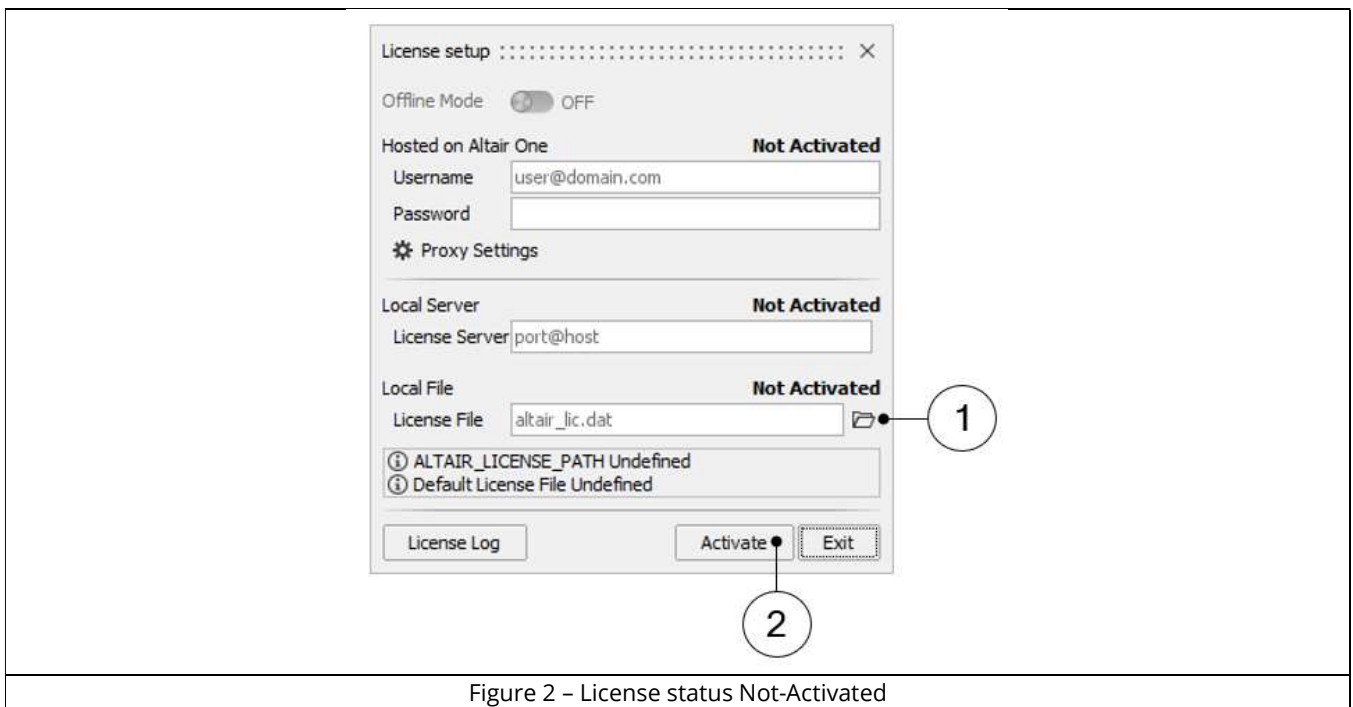 License setup
Offline Mode OFF
Hosted on Altair One Not Activated
Username user@domain.com
Password
Proxy Settings
Local Server Not Activated
License Server port@host
Local File Not Activated
License File altair_lic.dat
1
ALTAIR_LICENSE_PATH Undefined
Default License File Undefined
License Log Activate Exit
2
Figure 2 – License status Not-Activated